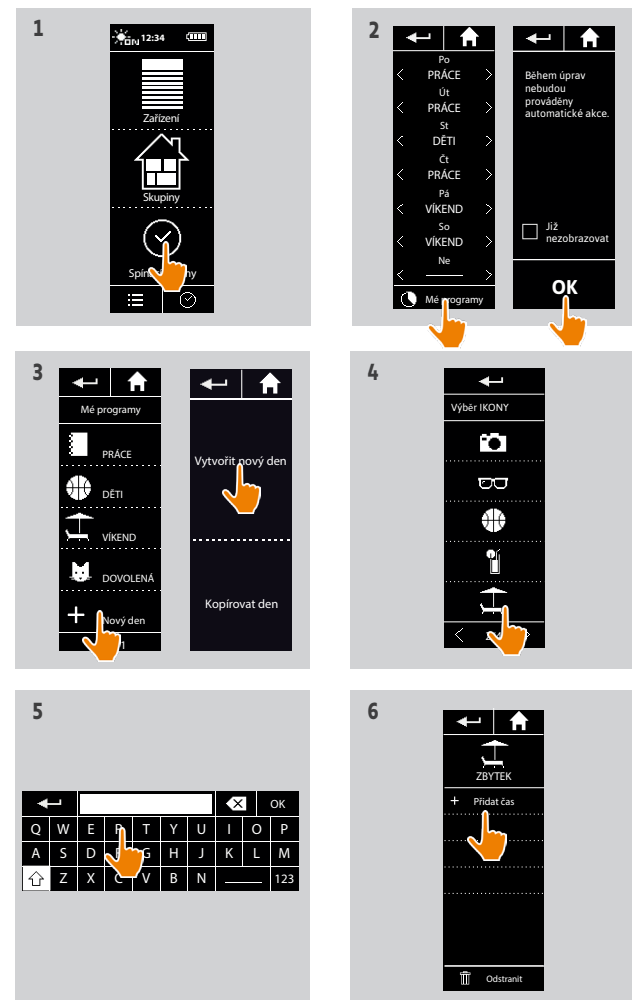 1
ON 12:34
Zařízení
Skupiny
2
Po
PRÁCE
Út
PRÁCE
St
DĚTI
Čt
PRÁCE
Pá
VÍKEND
So
VÍKEND
Ne
Mé programy
Během úprav
nebudou
prováděny
automatické akce.
Již
nezobrazovat
OK
3
Mé programy
PRÁCE
DĚTI
VÍKEND
DOVOLENÁ
+ Nový den
Vytvořit nový den
Kopírovat den
4
Výběr IKONY
5
OK
Q W E R T Y U I O P
A S D G H J K L M
Z X C V B N 123
6
ZBYTEK
+ Přidat čas
Odstranit